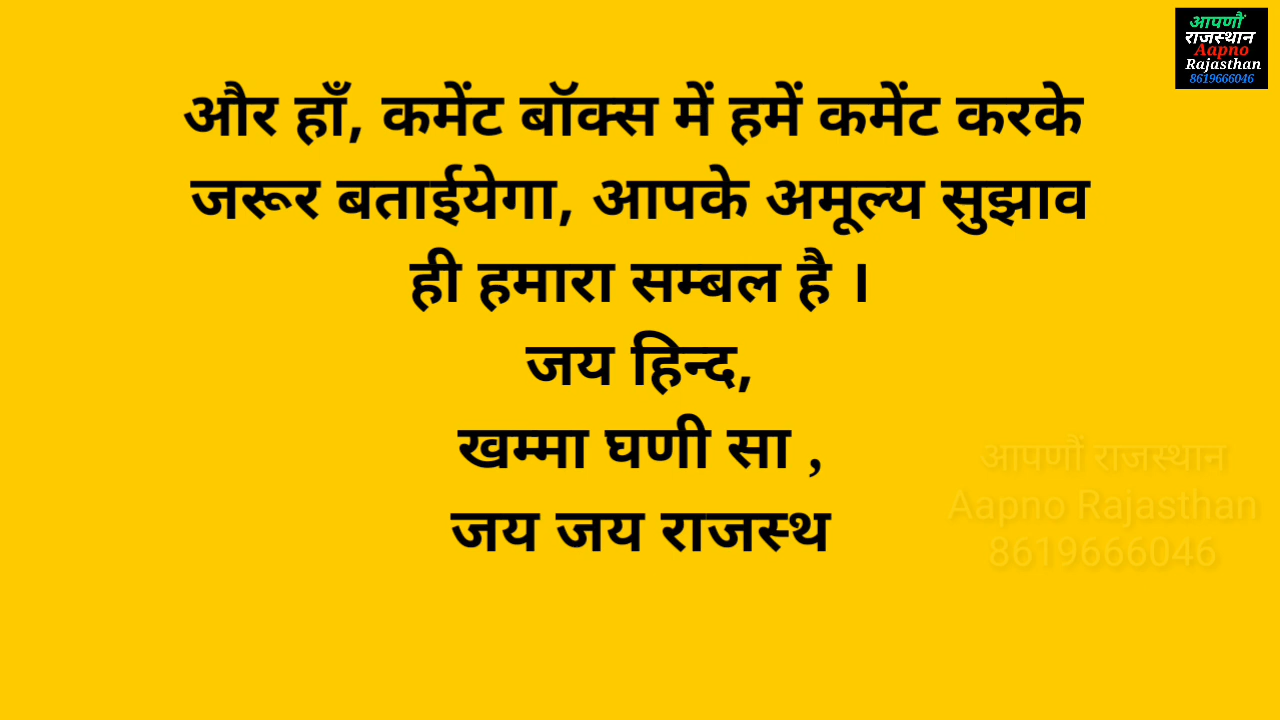 आपणौं
राजस्थान
Aapno
Rajasthan
8619666046
और हाँ, कमेंट बॉक्स में हमें कमेंट करके
जरूर बताईयेगा, आपके अमूल्य सुझाव
ही हमारा सम्बल है ।
जय हिन्द,
खम्मा घणी सा ,
जय जय राजस्थ
आपणौं राजस्थान
Aapno Rajasthan
8619666046